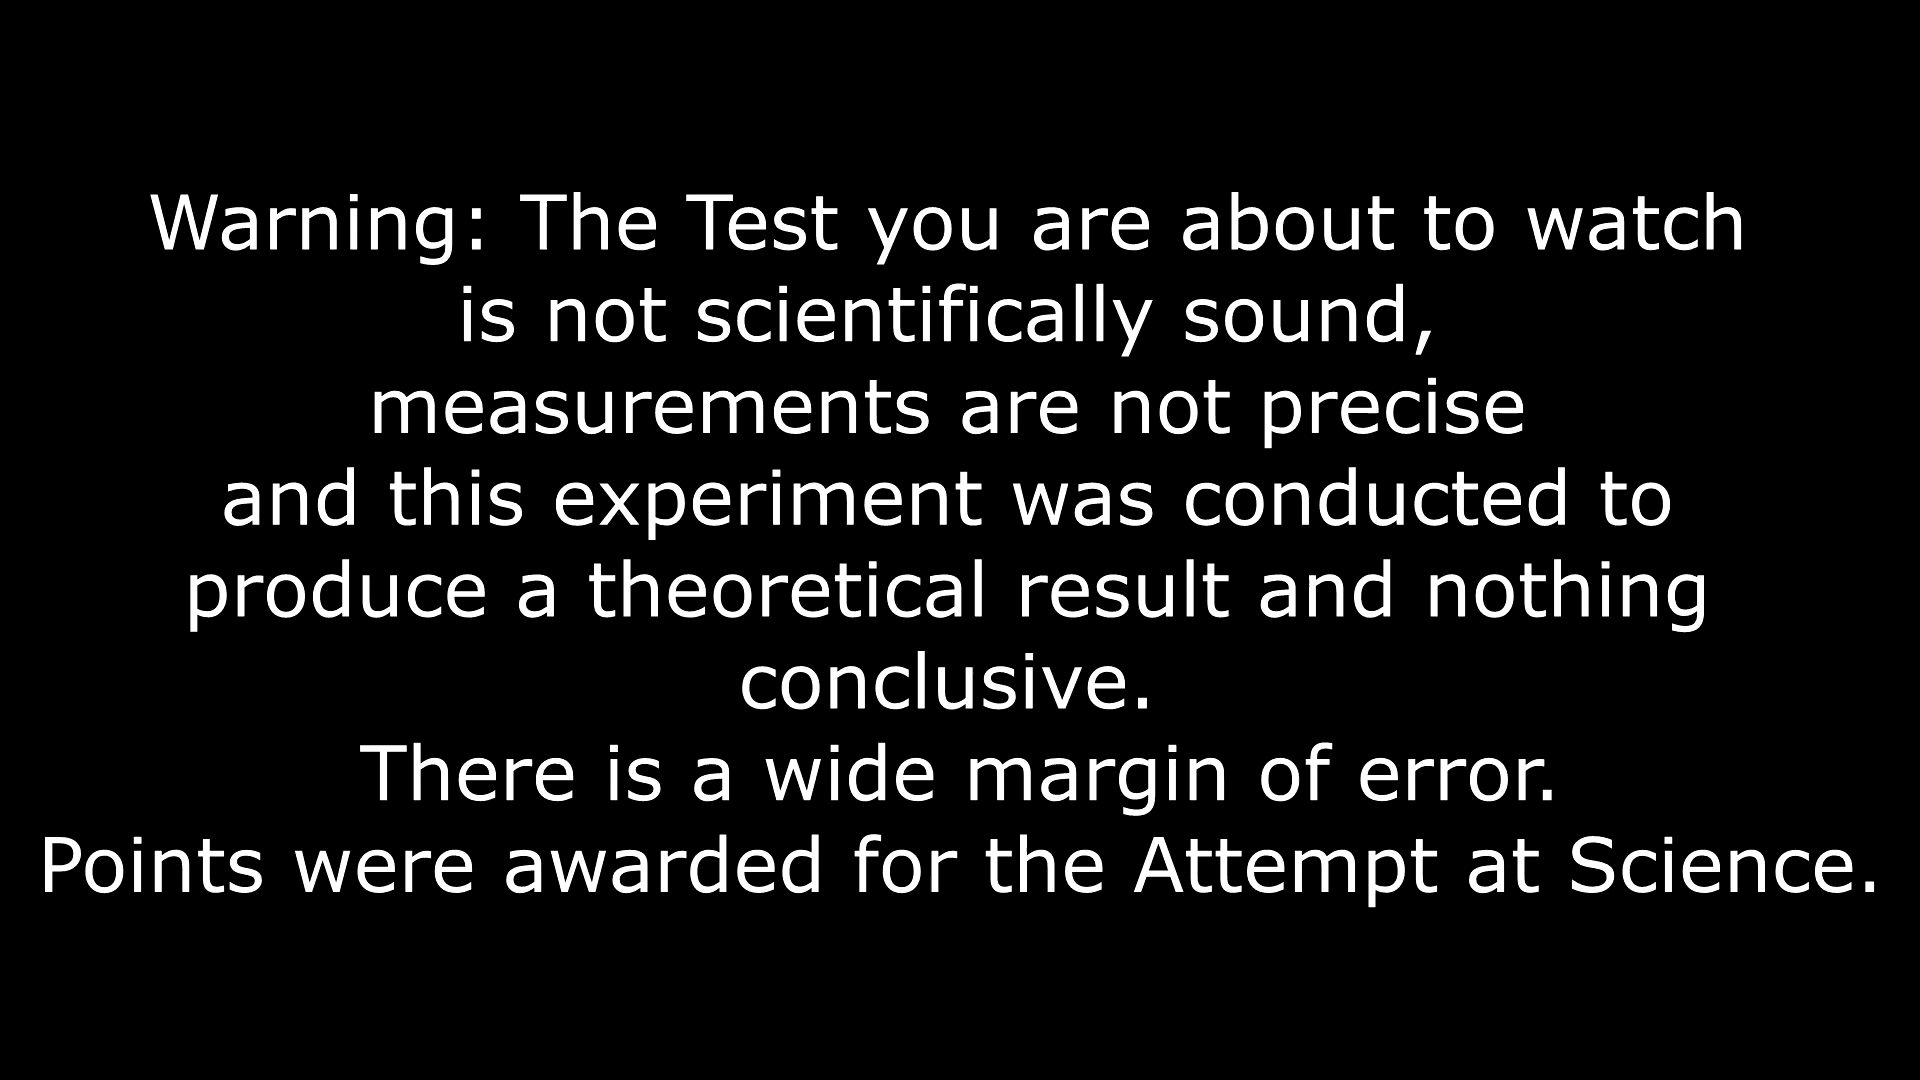 Warning: The Test you are about to watch
is not scientifically sound,
measurements are not precise
and this experiment was conducted to
produce a theoretical result and nothing
conclusive.
There is a wide margin of error.
Points were awarded for the Attempt at Science.